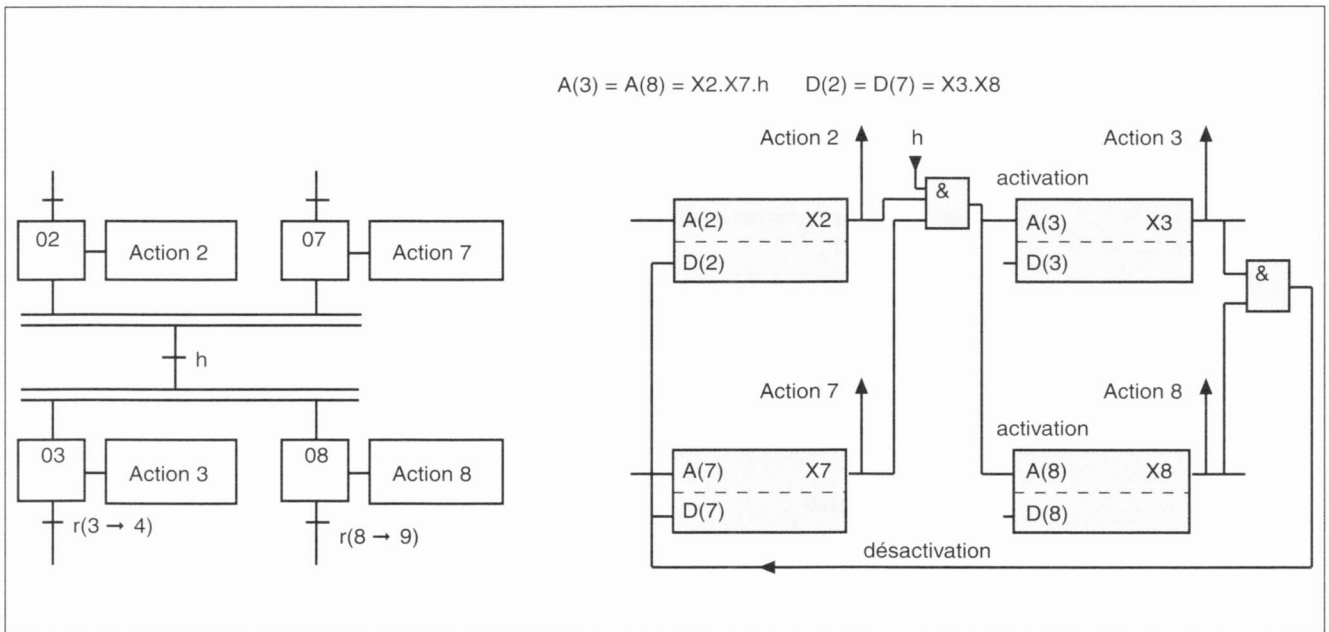 A(3) = A(8) = X2.X7.h D(2) = D(7) = X3.X8
Action 2
h
Action 3
activation
&
A(2) X2
D(2)
A(3) X3
D(3)
&
02
Action 2
07
Action 7
h
03
Action 3
08
Action 8
r(3 → 4)
r(8 → 9)
Action 7
Action 8
activation
A(7) X7
D(7)
A(8) X8
D(8)
désactivation